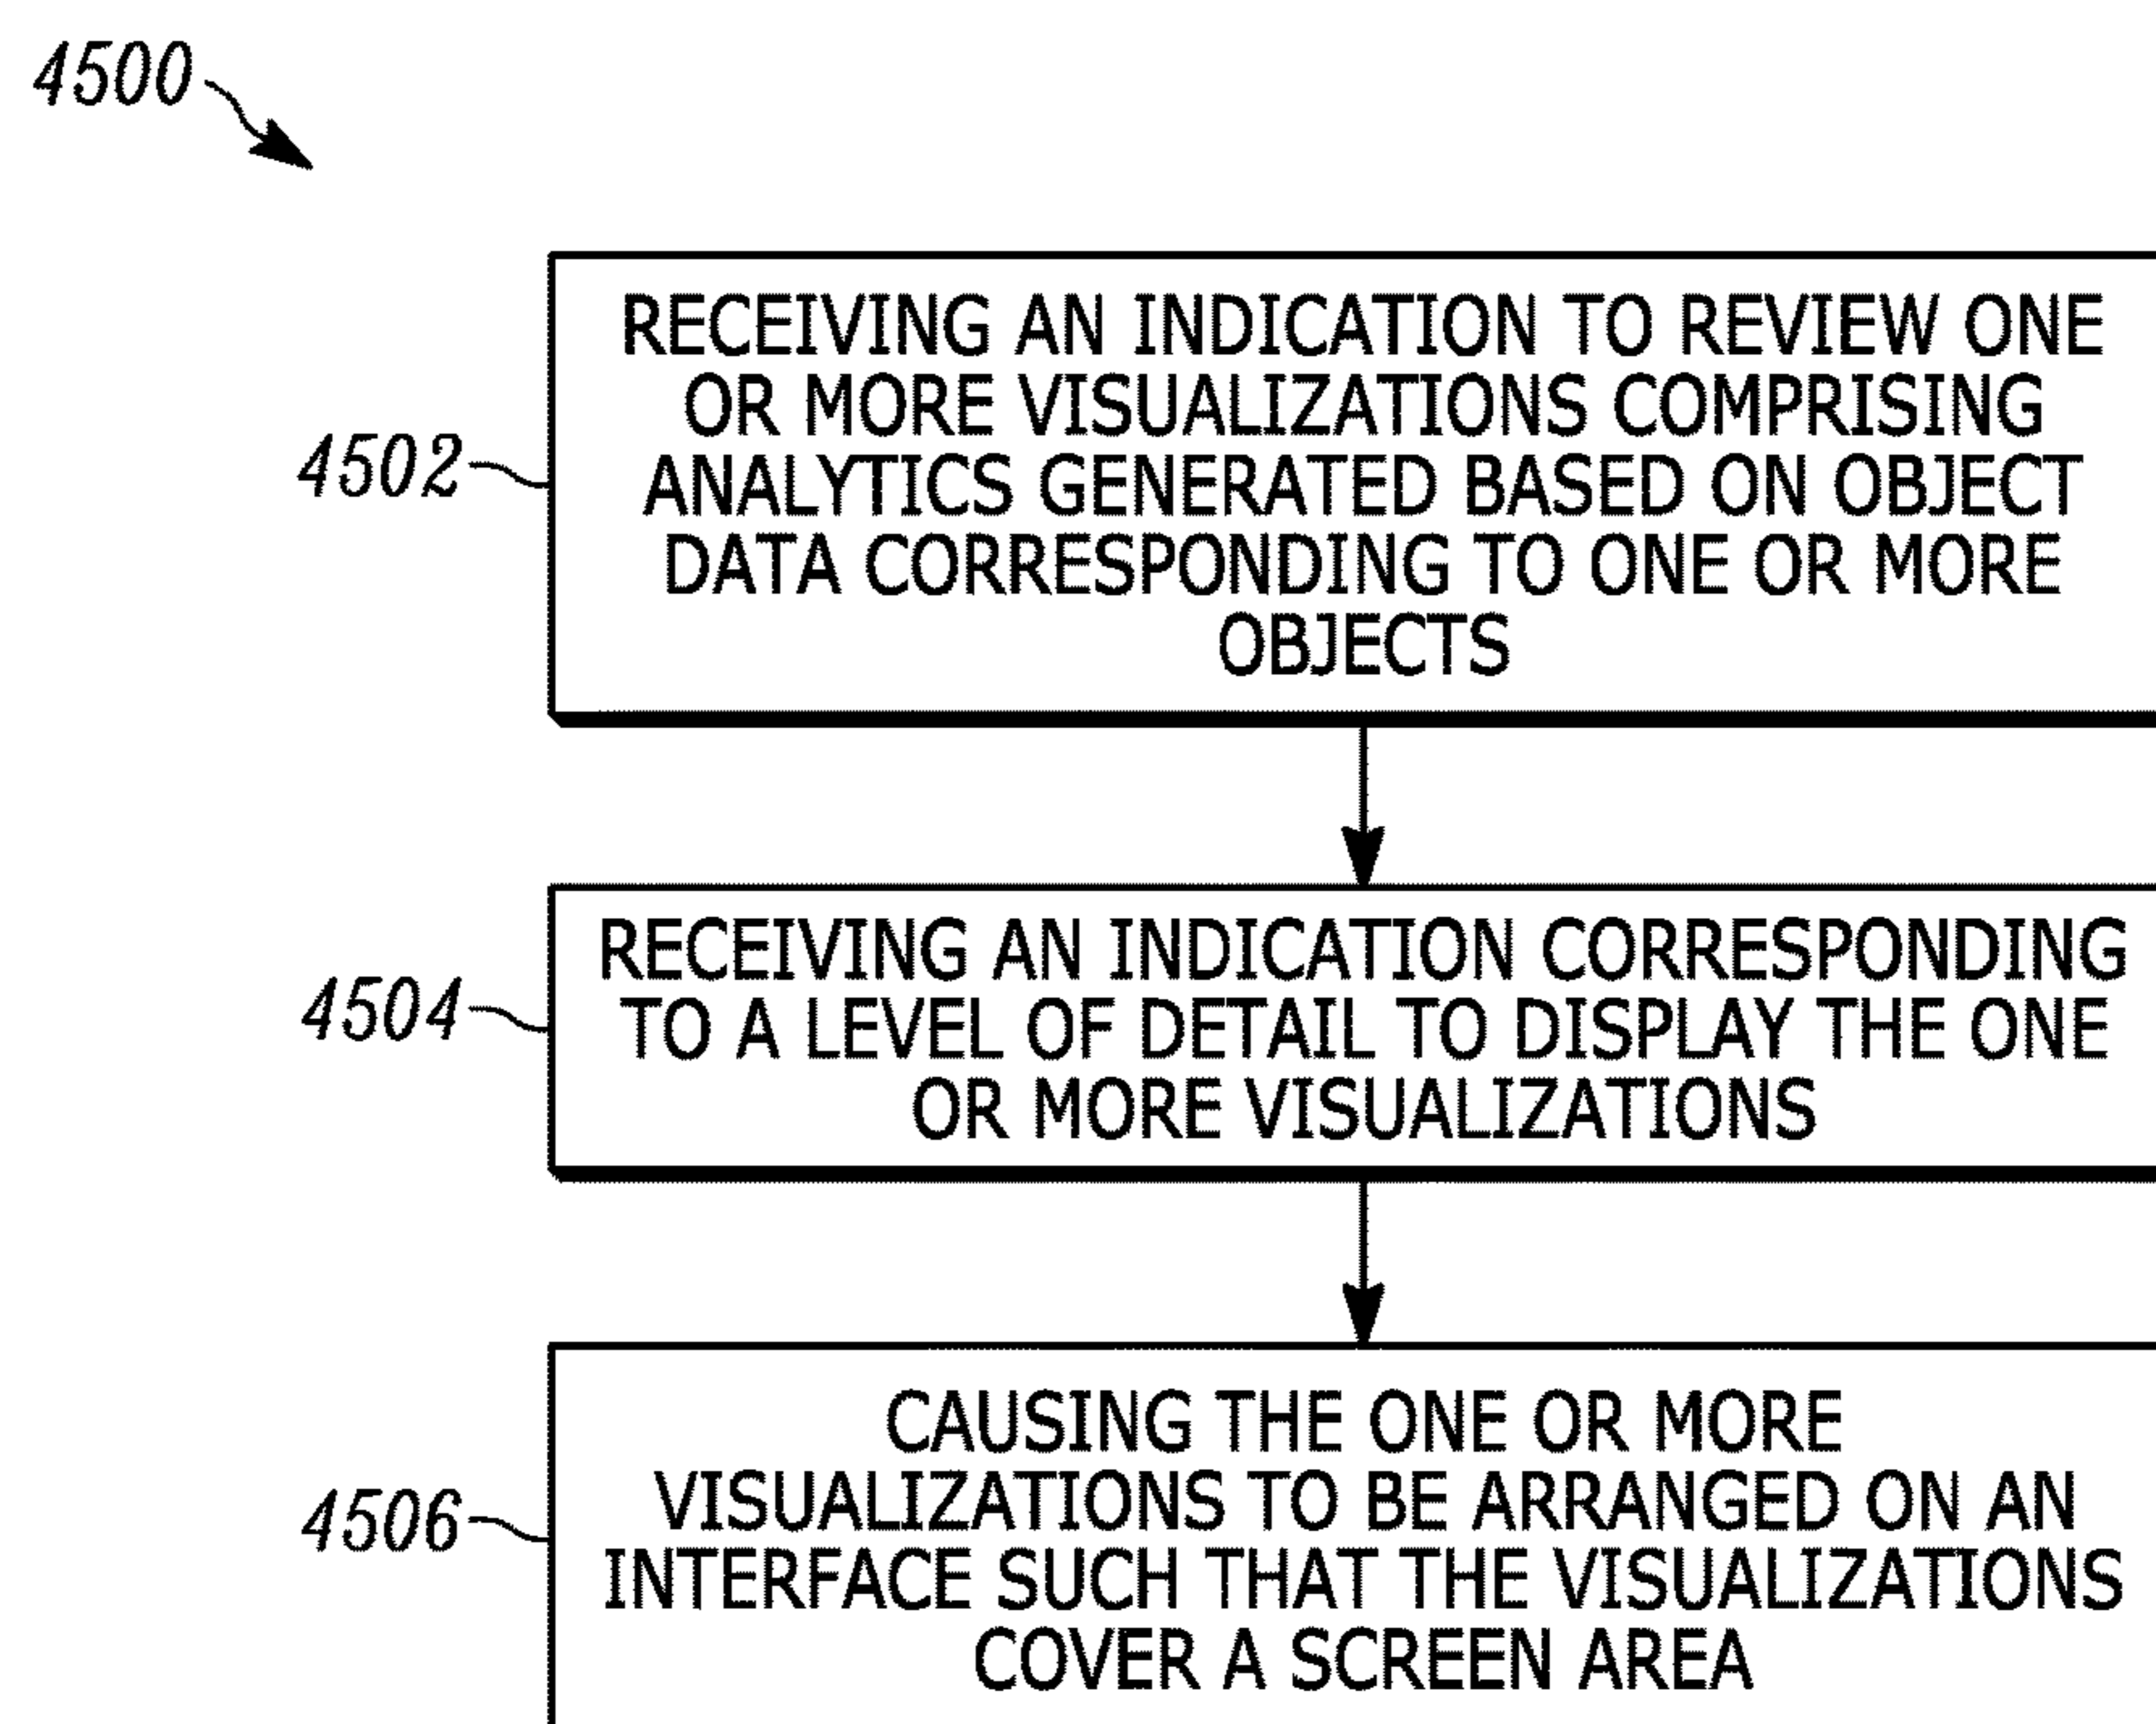 4500
RECEIVING AN INDICATION TO REVIEW ONE
OR MORE VISUALIZATIONS COMPRISING
ANALYTICS GENERATED BASED ON OBJECT
DATA CORRESPONDING TO ONE OR MORE
OBJECTS
4502
RECEIVING AN INDICATION CORRESPONDING
TO A LEVEL OF DETAIL TO DISPLAY THE ONE
OR MORE VISUALIZATIONS
4504
CAUSING THE ONE OR MORE
VISUALIZATIONS TO BE ARRANGED ON AN
INTERFACE SUCH THAT THE VISUALIZATIONS
COVER A SCREEN AREA
4506